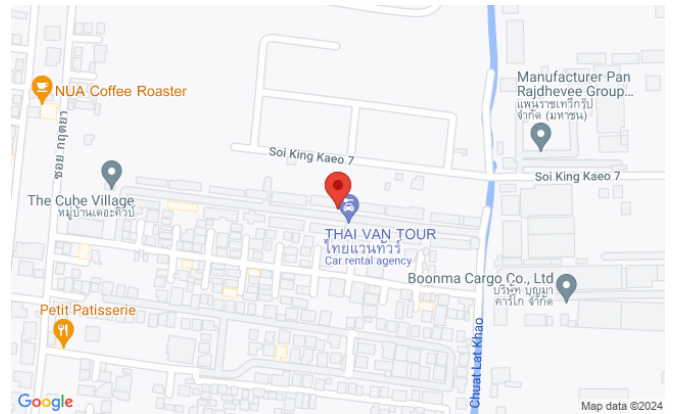 Manufacturer Pan
Rajdhevee Group...
แพนราชเทวีกรุ๊ป
จำกัด (มหาชน)
NUA Coffee Roaster
ซอย กฤตยา
Soi King Kaeo 7
Soi King Kaeo 7
The Cube Village
หมู่บ้านเดอะคิวบ์
THAI VAN TOUR
ไทยแวนทัวร์
Car rental agency
Boonma Cargo Co., Ltd
บริษัท บุญมา
คาร์โก จำกัด
Petit Patisserie
Chuat Lat Khao
Google
Map data ©2024